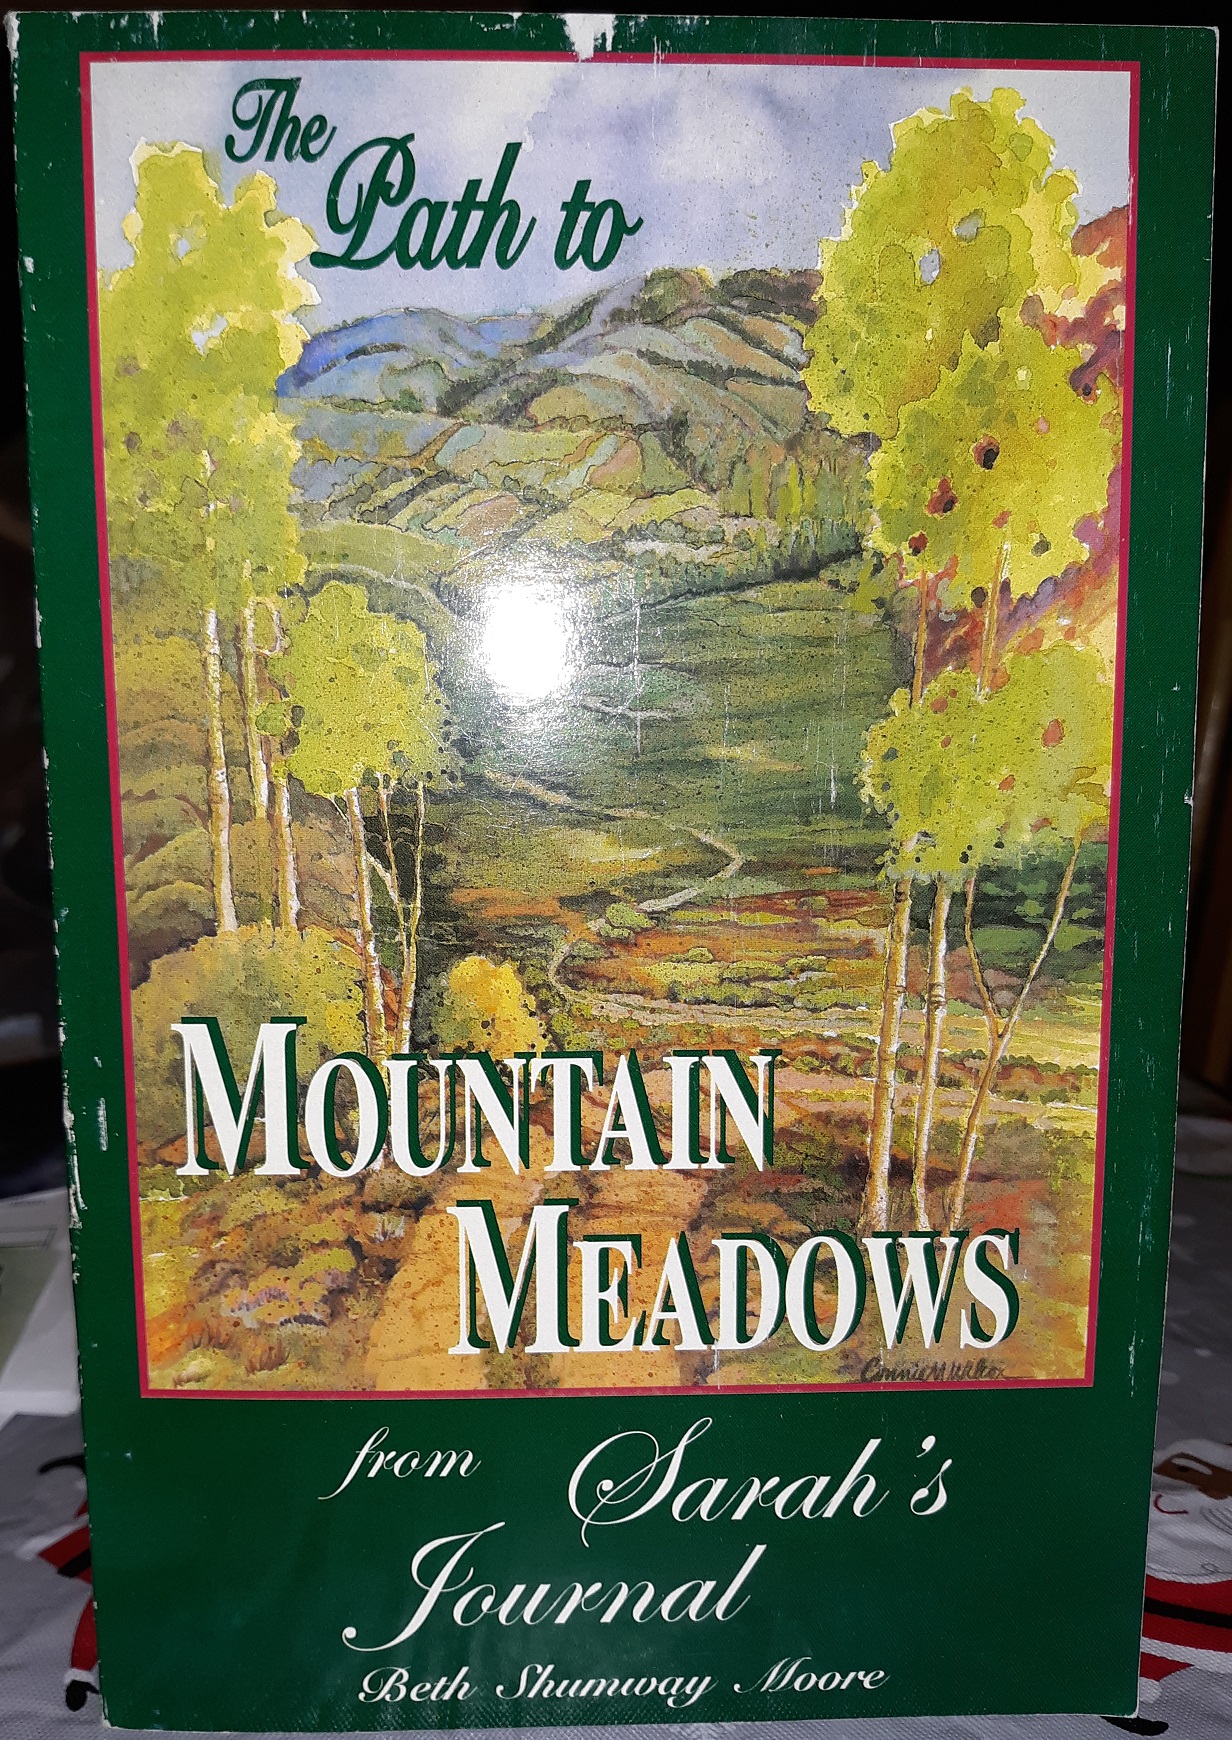 The
Path to
MOUNTAIN
MEADOWS
from Sarah's
Journal
Beth Shumway Moore